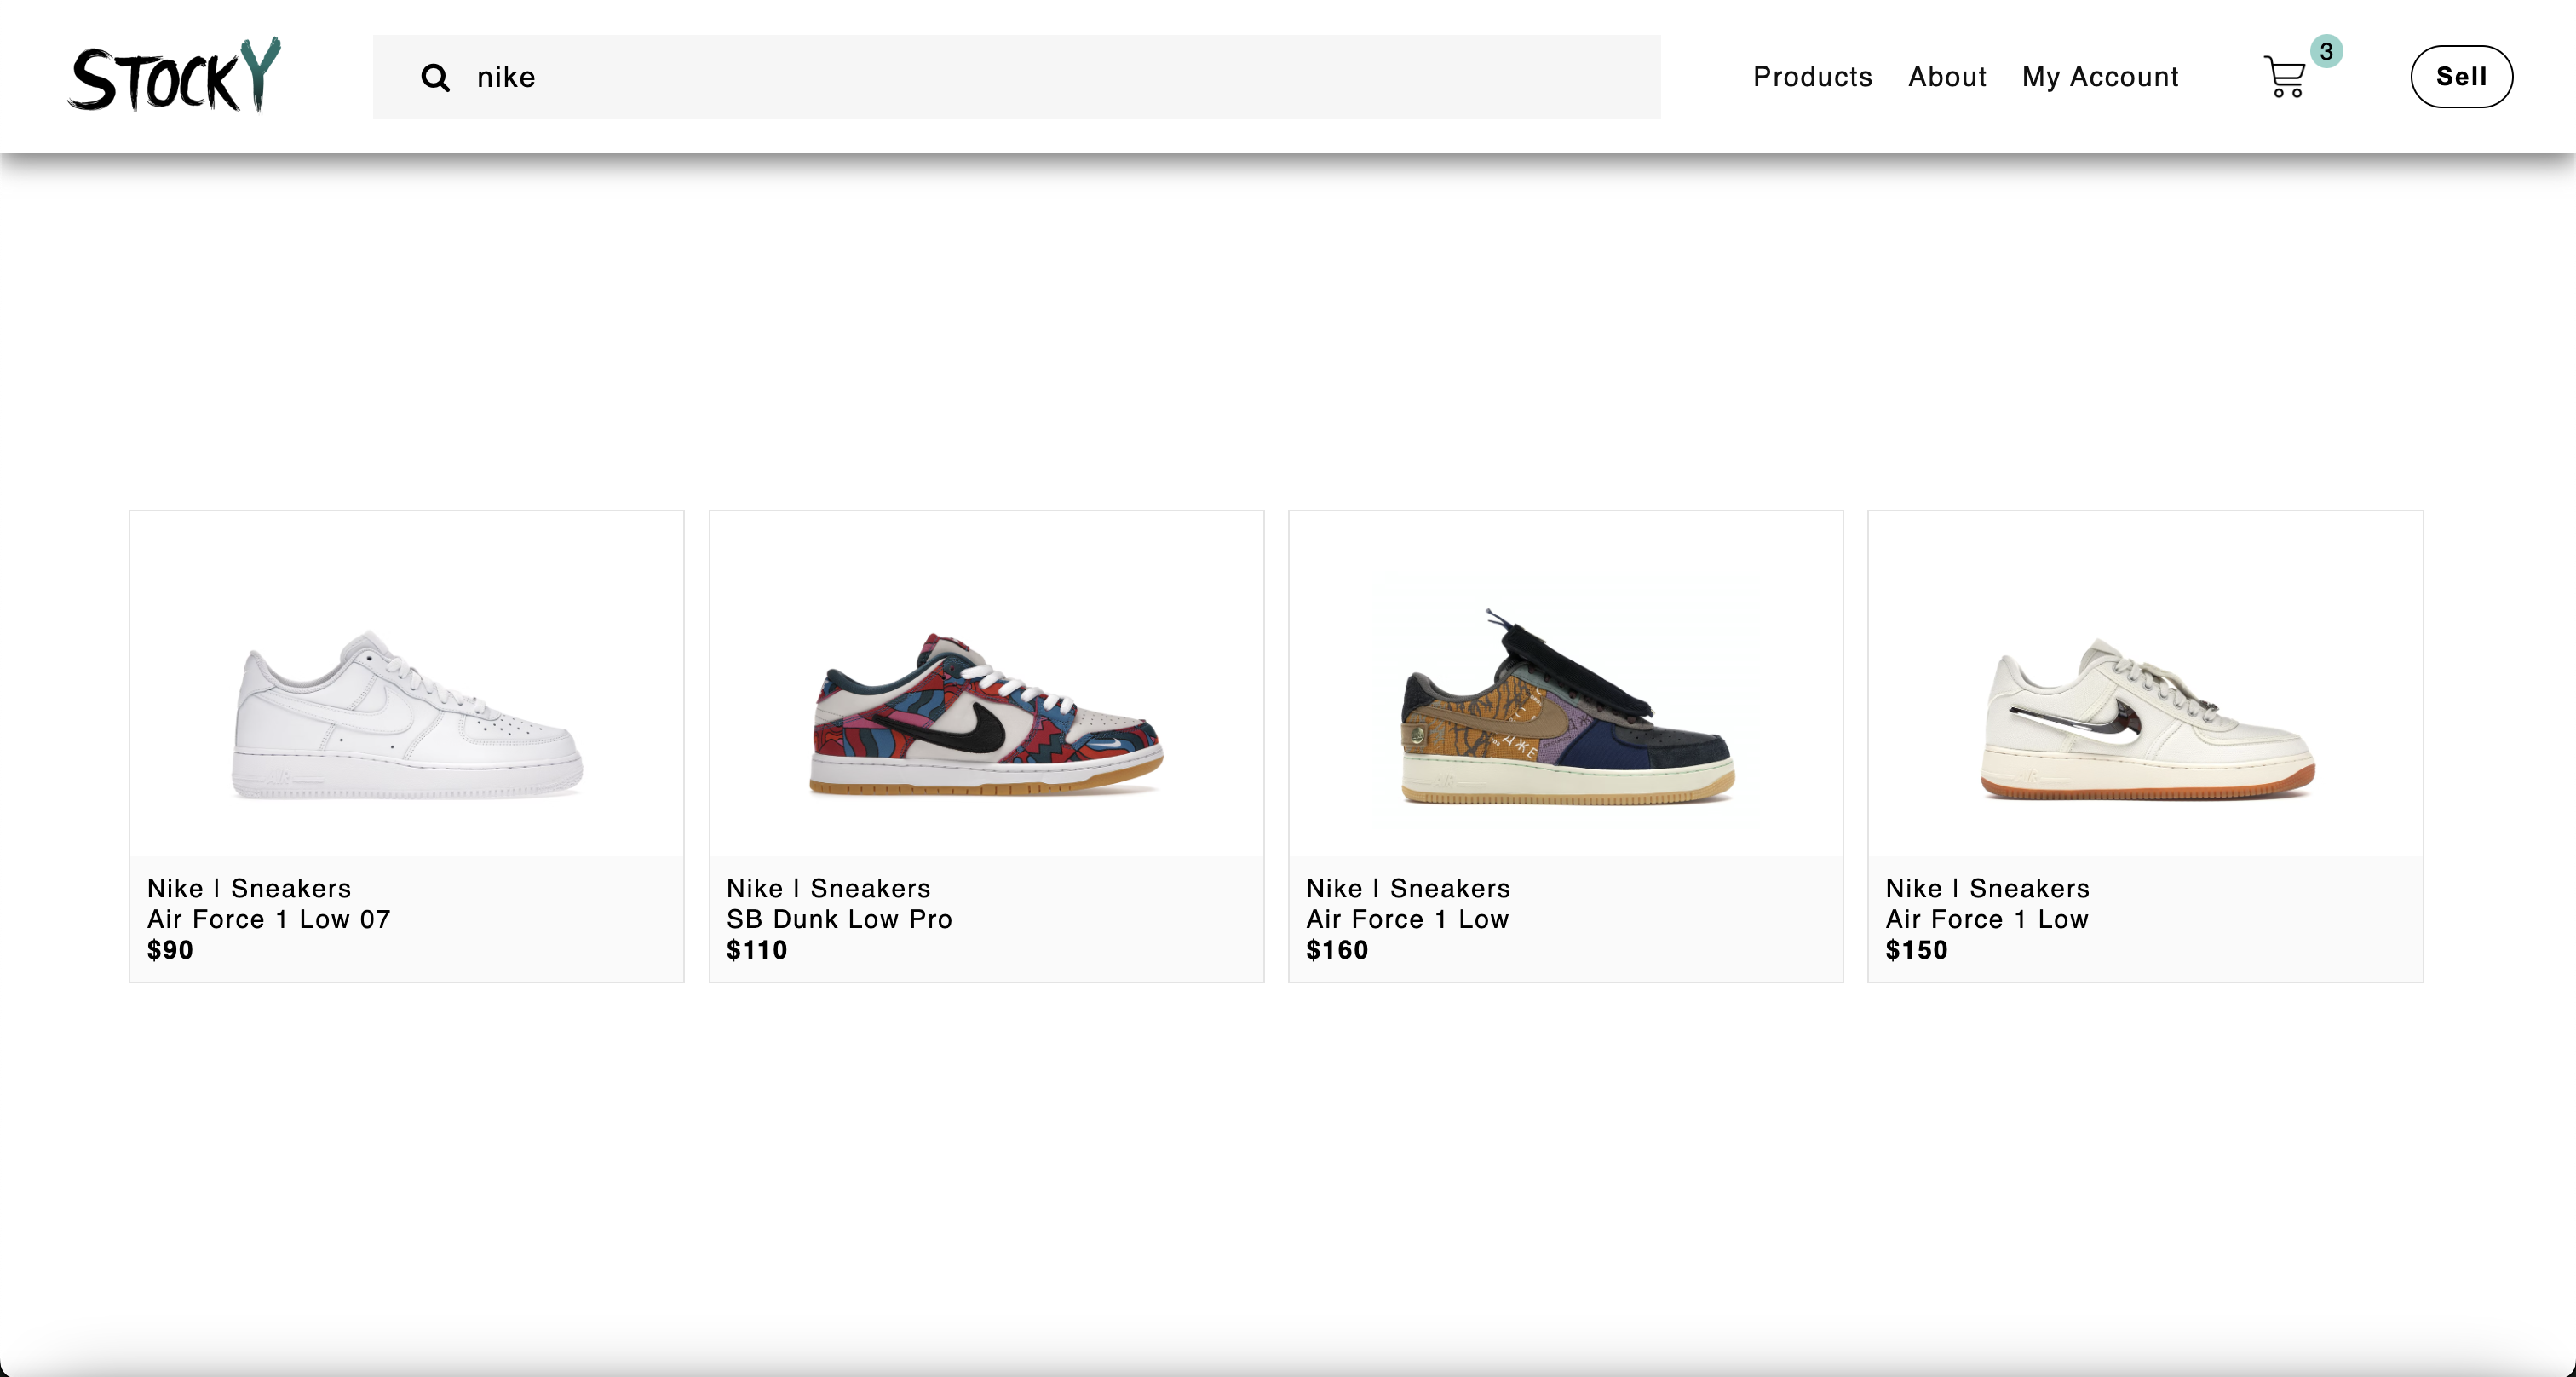 STOCKY
nike
Products
About
My Account
3
Sell
Nike | Sneakers
Air Force 1 Low 07
$90
Nike | Sneakers
SB Dunk Low Pro
$110
Nike | Sneakers
Air Force 1 Low
$160
Nike | Sneakers
Air Force 1 Low
$150